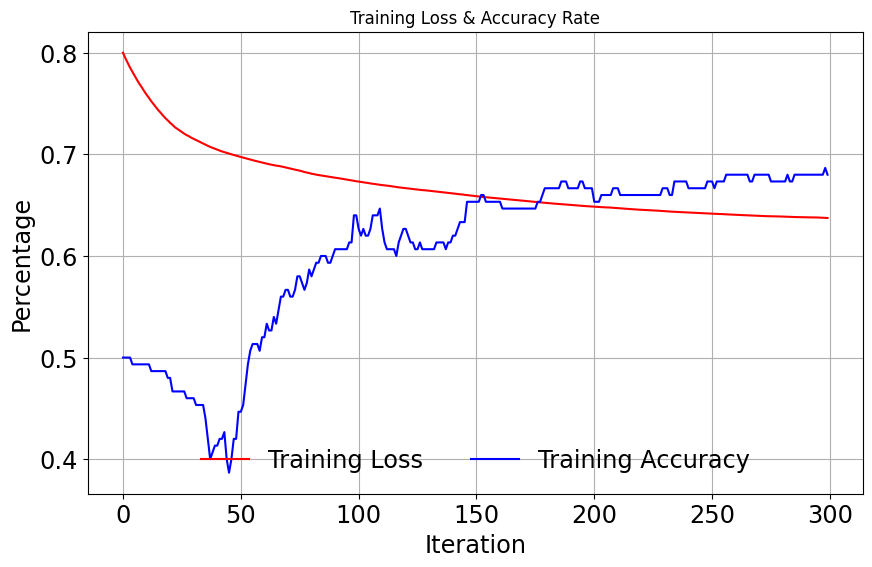 Training Loss & Accuracy Rate
Percentage
0.8
0.7
0.6
0.5
0.4
Training Loss
Training Accuracy
0 50 100 150 200 250 300
Iteration